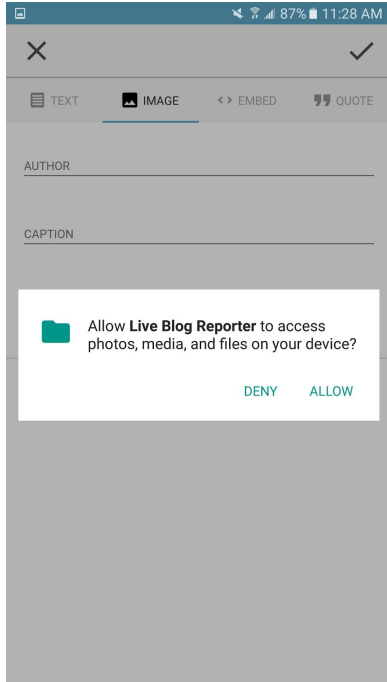 87% 11:28 AM
TEXT IMAGE EMBED QUOTE
AUTHOR
CAPTION
Allow Live Blog Reporter to access
photos, media, and files on your device?
DENY ALLOW